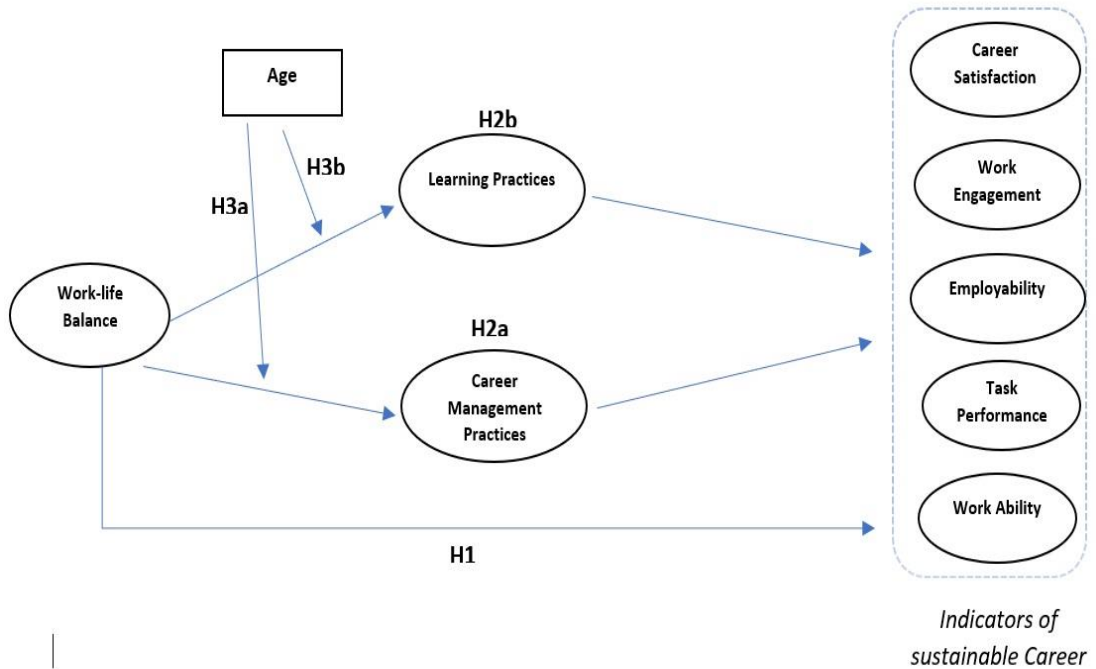 Age
H3b
H3a
H2b
Learning Practices
Work-life
Balance
H2a
Career
Management
Practices
H1
Career
Satisfaction
Work
Engagement
Employability
Task
Performance
Work Ability
Indicators of
sustainable Career